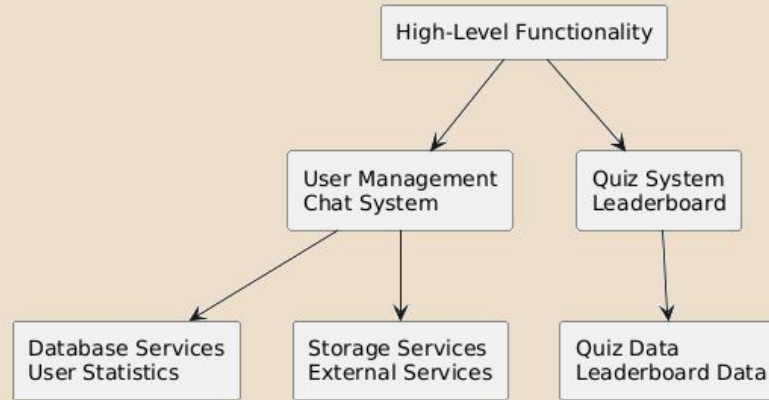 High-Level Functionality
User Management
Chat System
Quiz System
Leaderboard
Database Services
User Statistics
Storage Services
External Services
Quiz Data
Leaderboard Data